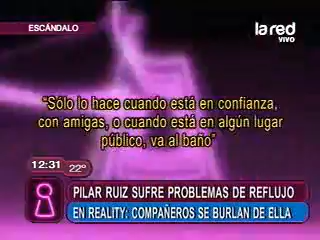 ESCÁNDALO
la red
VIVO
“Sólo lo hace cuando está en confianza,
con amigas, o cuando está en algún lugar
público, va al baño”
12:31 22º
PILAR RUIZ SUFRE PROBLEMAS DE REFLUJO
EN REALITY: COMPAÑEROS SE BURLAN DE ELLA